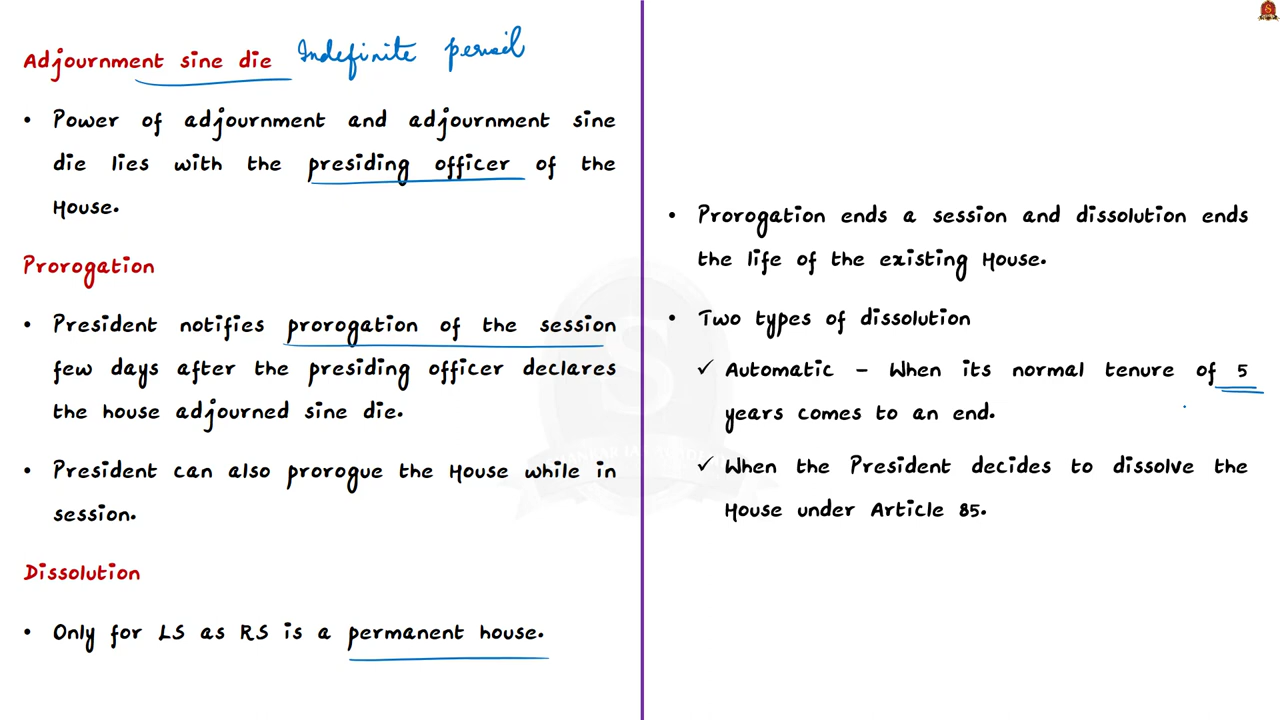 Adjournment sine die Indefinite period
• Power of adjournment and adjournment sine
die lies with the presiding officer of the
House.
Prorogation
• President notifies prorogation of the session
few days after the presiding officer declares
the house adjourned sine die.
• President can also prorogue the House while in
session.
Dissolution
• Only for LS as RS is a permanent house.
• Prorogation ends a session and dissolution ends
the life of the existing House.
• Two types of dissolution
✓ Automatic – When its normal tenure of 5
years comes to an end.
✓ When the President decides to dissolve the
House under Article 85.